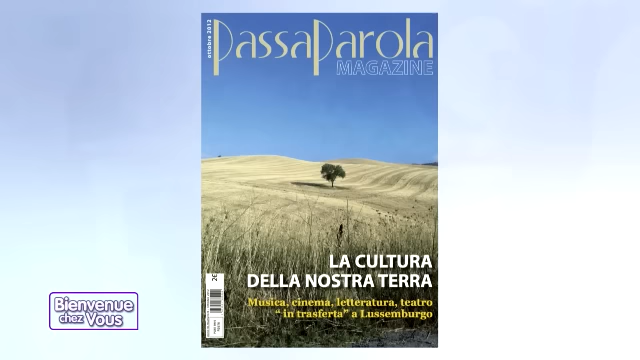 ottobre 2012
PassaParola
MAGAZINE
LA CULTURA
DELLA NOSTRA TERRA
Musica, cinema, letteratura, teatro
“ in trasferta” a Lussemburgo
2€
Bienvenue
chez Vous